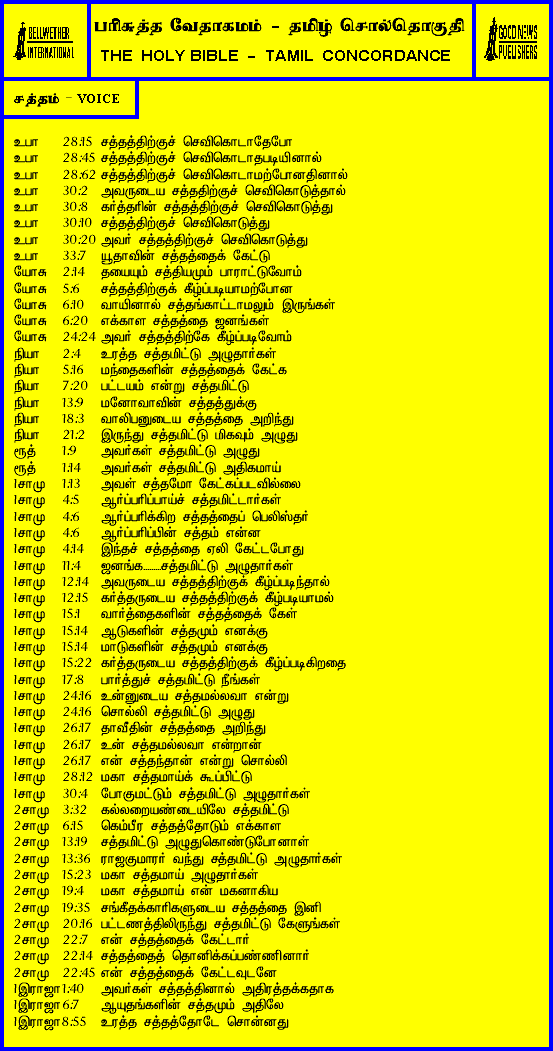 BELLWETHER
INTERNATIONAL
பரிசுத்த வேதாகமம் - தமிழ் சொல்தொகுதி
THE HOLY BIBLE - TAMIL CONCORDANCE
GOOD NEWS
PUBLISHERS
சத்தம் - VOICE
உபா 28:15 சத்தத்திற்குச் செவிகொடாதேபோ
உபா 28:45 சத்தத்திற்குச் செவிகொடாதபடியினால்
உபா 28:62 சத்தத்திற்குச் செவிகொடாமற்போனதினால்
உபா 30:2 அவருடைய சத்ததிற்குச் செவிகொடுத்தால்
உபா 30:8 கர்த்தரின் சத்தத்திற்குச் செவிகொடுத்து
உபா 30:10 சத்தத்திற்குச் செவிகொடுத்து
உபா 30:20 அவர் சத்தத்திற்குச் செவிகொடுத்து
உபா 33:7 யூதாவின் சத்தத்தைக் கேட்டு
யோசு 2:14 தயையும் சத்தியமும் பாராட்டுவோம்
யோசு 5:6 சத்தத்திற்குக் கீழ்ப்படியாமற்போன
யோசு 6:10 வாயினால் சத்தங்காட்டாமலும் இருங்கள்
யோசு 6:20 எக்காள சத்தத்தை ஜனங்கள்
யோசு 24:24 அவர் சத்தத்திற்கே கீழ்ப்படிவோம்
நியா 2:4 உரத்த சத்தமிட்டு அழுதார்கள்
நியா 5:16 மந்தைகளின் சத்தத்தைக் கேட்க
நியா 7:20 பட்டயம் என்று சத்தமிட்டு
நியா 13:9 மனோவாவின் சத்தத்துக்கு
நியா 18:3 வாலிபனுடைய சத்தத்தை அறிந்து
நியா 21:2 இருந்து சத்தமிட்டு மிகவும் அழுது
ரூத் 1:9 அவர்கள் சத்தமிட்டு அழுது
ரூத் 1:14 அவர்கள் சத்தமிட்டு அதிகமாய்
1சாமு 1:13 அவள் சத்தமோ கேட்கப்படவில்லை
1சாமு 4:5 ஆர்ப்பரிப்பாய்ச் சத்தமிட்டார்கள்
1சாமு 4:6 ஆர்ப்பரிக்கிற சத்தத்தைப் பெலிஸ்தர்
1சாமு 4:6 ஆர்ப்பரிப்பின் சத்தம் என்ன
1சாமு 4:14 இந்தச் சத்தத்தை ஏலி கேட்டபோது
1சாமு 11:4 ஜனங்க.........சத்தமிட்டு அழுதார்கள்
1சாமு 12:14 அவருடைய சத்தத்திற்குக் கீழ்ப்படிந்தால்
1சாமு 12:15 கர்த்தருடைய சத்தத்திற்குக் கீழ்ப்படியாமல்
1சாமு 15:1 வார்த்தைகளின் சத்தத்தைக் கேள்
1சாமு 15:14 ஆடுகளின் சத்தமும் எனக்கு
1சாமு 15:14 மாடுகளின் சத்தமும் எனக்கு
1சாமு 15:22 கர்த்தருடைய சத்தத்திற்குக் கீழ்ப்படிகிறதை
1சாமு 17:8 பார்த்துச் சத்தமிட்டு நீங்கள்
1சாமு 24:16 உன்னுடைய சத்தமல்லவா என்று
1சாமு 24:16 சொல்லி சத்தமிட்டு அழுது
1சாமு 26:17 தாவீதின் சத்தத்தை அறிந்து
1சாமு 26:17 உன் சத்தமல்லவா என்றான்
1சாமு 26:17 என் சத்தந்தான் என்று சொல்லி
1சாமு 28:12 மகா சத்தமாய்க் கூப்பிட்டு
1சாமு 30:4 போகுமட்டும் சத்தமிட்டு அழுதார்கள்
2சாமு 3:32 கல்லறையண்டையிலே சத்தமிட்டு
2சாமு 6:15 கெம்பீர சத்தத்தோடும் எக்காள
2சாமு 13:19 சத்தமிட்டு அழுதுகொண்டுபோனாள்
2சாமு 13:36 ராஜகுமாரர் வந்து சத்தமிட்டு அழுதார்கள்
2சாமு 15:23 மகா சத்தமாய் அழுதார்கள்
2சாமு 19:4 மகா சத்தமாய் என் மகனாகிய
2சாமு 19:35 சங்கீதக்காரிகளுடைய சத்தத்தை இனி
2சாமு 20:16 பட்டணத்திலிருந்து சத்தமிட்டு கேளுங்கள்
2சாமு 22:7 என் சத்தத்தைக் கேட்டார்
2சாமு 22:14 சத்தத்தைத் தொனிக்கப்பண்ணினார்
2சாமு 22:45 என் சத்தத்தைக் கேட்டவுடனே
1இராஜா 1:40 அவர்கள் சத்தத்தினால் அதிரத்தக்கதாக
1இராஜா 6:7 ஆயுதங்களின் சத்தமும் அதிலே
1இராஜா 8:55 உரத்த சத்தத்தோடே சொன்னது